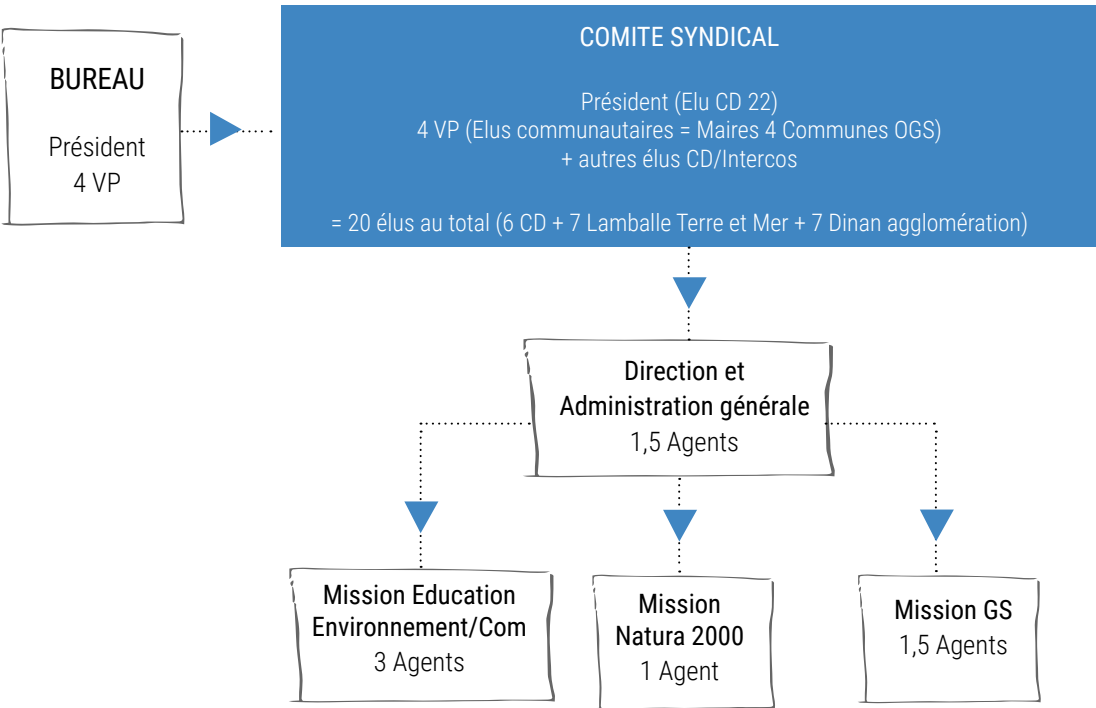 BUREAU
Président
4 VP
COMITE SYNDICAL
Président (Elu CD 22)
4 VP (Elus communautaires = Maires 4 Communes OGS)
+ autres élus CD/Intercos
= 20 élus au total (6 CD + 7 Lamballe Terre et Mer + 7 Dinan agglomération)
Direction et
Administration générale
1,5 Agents
Mission Education
Environnement/Com
3 Agents
Mission
Natura 2000
1 Agent
Mission GS
1,5 Agents